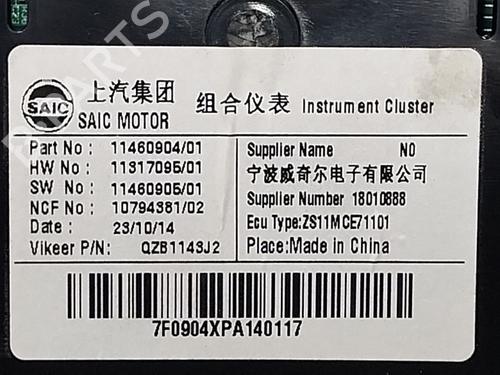 SAIC
上汽集团
SAIC MOTOR
组合仪表 Instrument Cluster
Part No : 11460904/01
HW No : 11317095/01
SW No : 11460905/01
NCF No : 10794381/02
Date : 23/10/14
Vikeer P/N: QZB1143J2
Supplier Name NO
宁波威奇尔电子有限公司
Supplier Number 18010888
Ecu Type:ZS11MCE71101
Place:Made in China
7F0904XPA140117